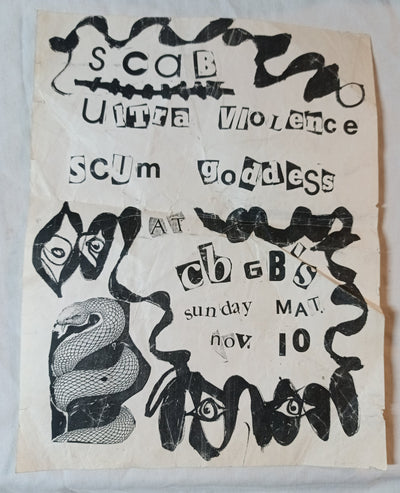 scaB
UlTRa VIOLeNce
SCUm goddess
AT
cbGB's
sunday MAT.
nov. 10